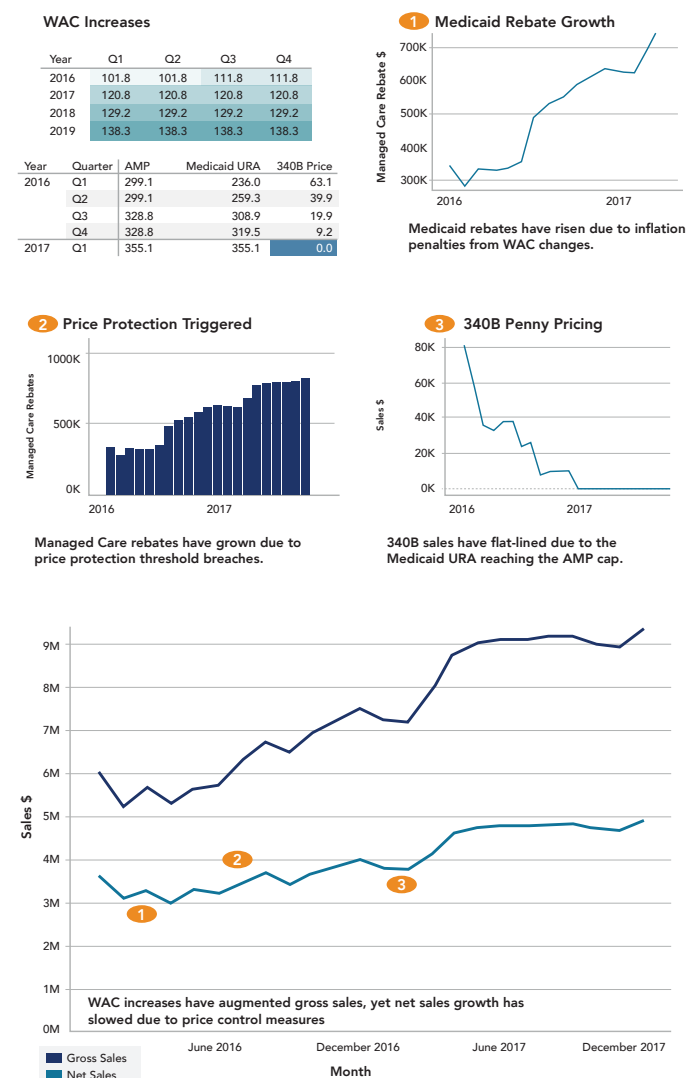 WAC Increases
Year Q1 Q2 Q3 Q4
2016 101.8 101.8 111.8 111.8
2017 120.8 120.8 120.8 120.8
2018 129.2 129.2 129.2 129.2
2019 138.3 138.3 138.3 138.3
Year Quarter AMP Medicaid URA 340B Price
2016 Q1 299.1 236.0 63.1
Q2 299.1 259.3 39.9
Q3 328.8 308.9 19.9
Q4 328.8 319.5 9.2
2017 Q1 355.1 355.1 0.0
1 Medicaid Rebate Growth
Managed Care Rebate $
700K
600K
500K
400K
300K
2016 2017
Medicaid rebates have risen due to inflation
penalties from WAC changes.
2 Price Protection Triggered
Managed Care Rebates
1000K
500K
0K
2016 2017
Managed Care rebates have grown due to
price protection threshold breaches.
3 340B Penny Pricing
Sales $
80K
60K
40K
20K
0K
2016 2017
340B sales have flat-lined due to the
Medicaid URA reaching the AMP cap.
Sales $
9M
8M
7M
6M
5M
4M
3M
2M
1M
0M
2
3
1
WAC increases have augmented gross sales, yet net sales growth has
slowed due to price control measures
June 2016 December 2016 June 2017 December 2017
Month
Gross Sales
Net Sales